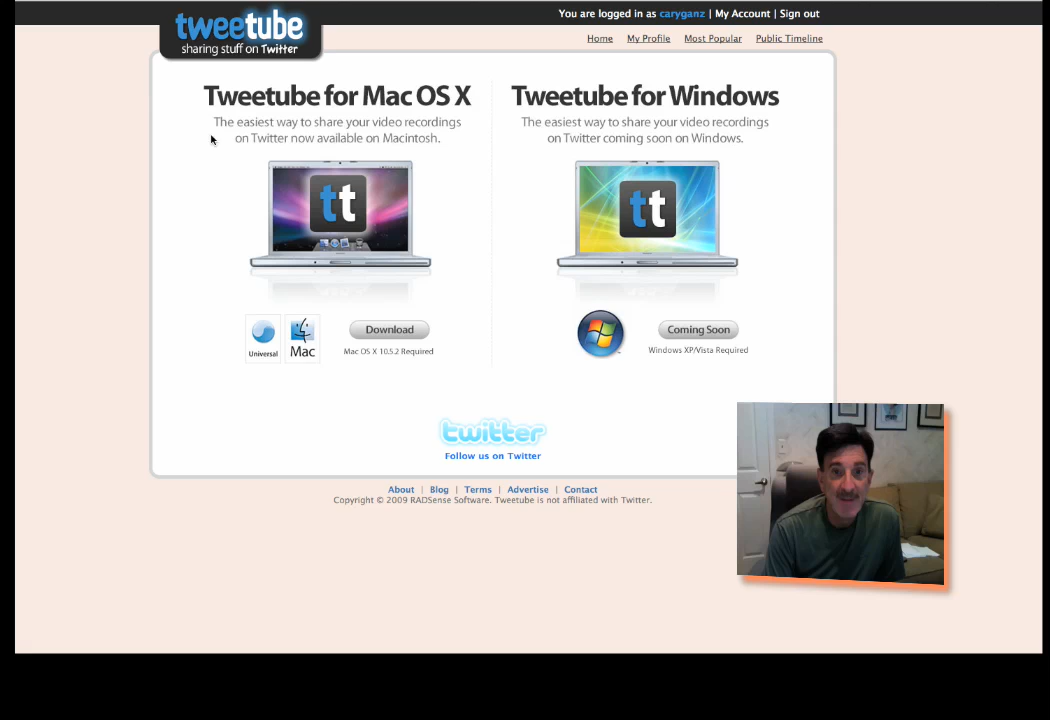 tweetube
sharing stuff on Twitter
You are logged in as caryganz | My Account | Sign out
Home My Profile Most Popular Public Timeline
Tweetube for Mac OS X
The easiest way to share your video recordings
on Twitter now available on Macintosh.
tt
Universal
Mac
Download
Mac OS X 10.5.2 Required
Tweetube for Windows
The easiest way to share your video recordings
on Twitter coming soon on Windows.
tt
Coming Soon
Windows XP/Vista Required
twitter
Follow us on Twitter
About | Blog | Terms | Advertise | Contact
Copyright © 2009 RADSense Software. Tweetube is not affiliated with Twitter.